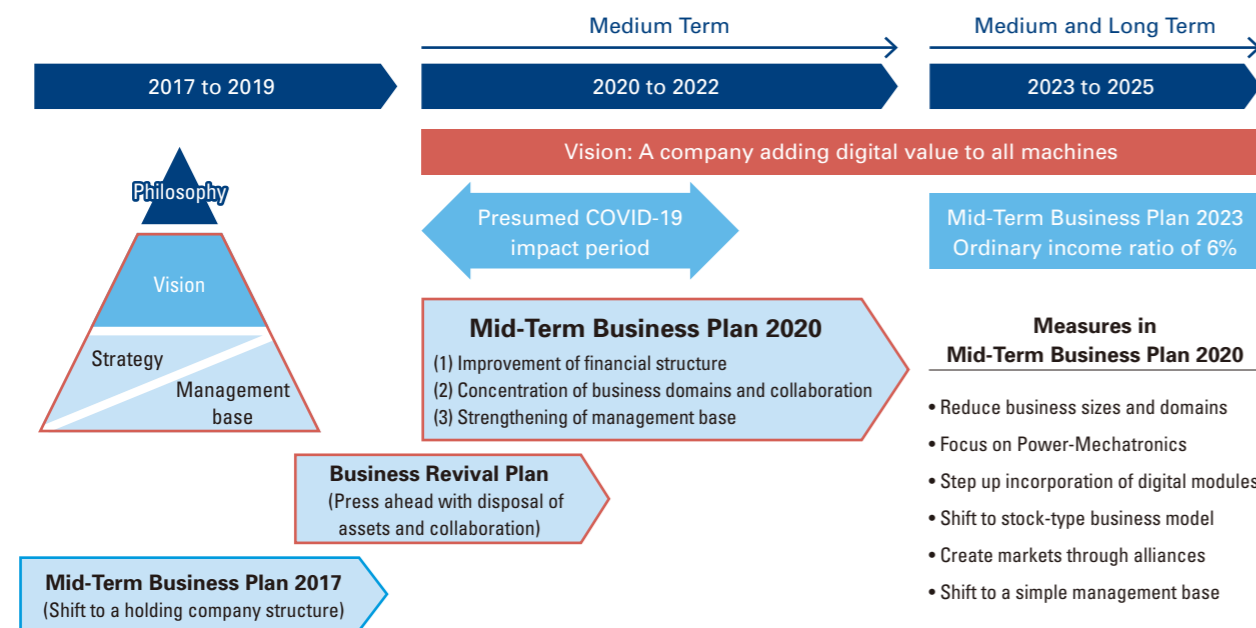 Medium Term
Medium and Long Term
2017 to 2019
2020 to 2022
2023 to 2025
Vision: A company adding digital value to all machines
Philosophy
Vision
Strategy
Management
base
Presumed COVID-19
impact period
Mid-Term Business Plan 2023
Ordinary income ratio of 6%
Mid-Term Business Plan 2020
(1) Improvement of financial structure
(2) Concentration of business domains and collaboration
(3) Strengthening of management base
Business Revival Plan
(Press ahead with disposal of
assets and collaboration)
Mid-Term Business Plan 2017
(Shift to a holding company structure)
Measures in
Mid-Term Business Plan 2020
• Reduce business sizes and domains
• Focus on Power-Mechatronics
• Step up incorporation of digital modules
• Shift to stock-type business model
• Create markets through alliances
• Shift to a simple management base